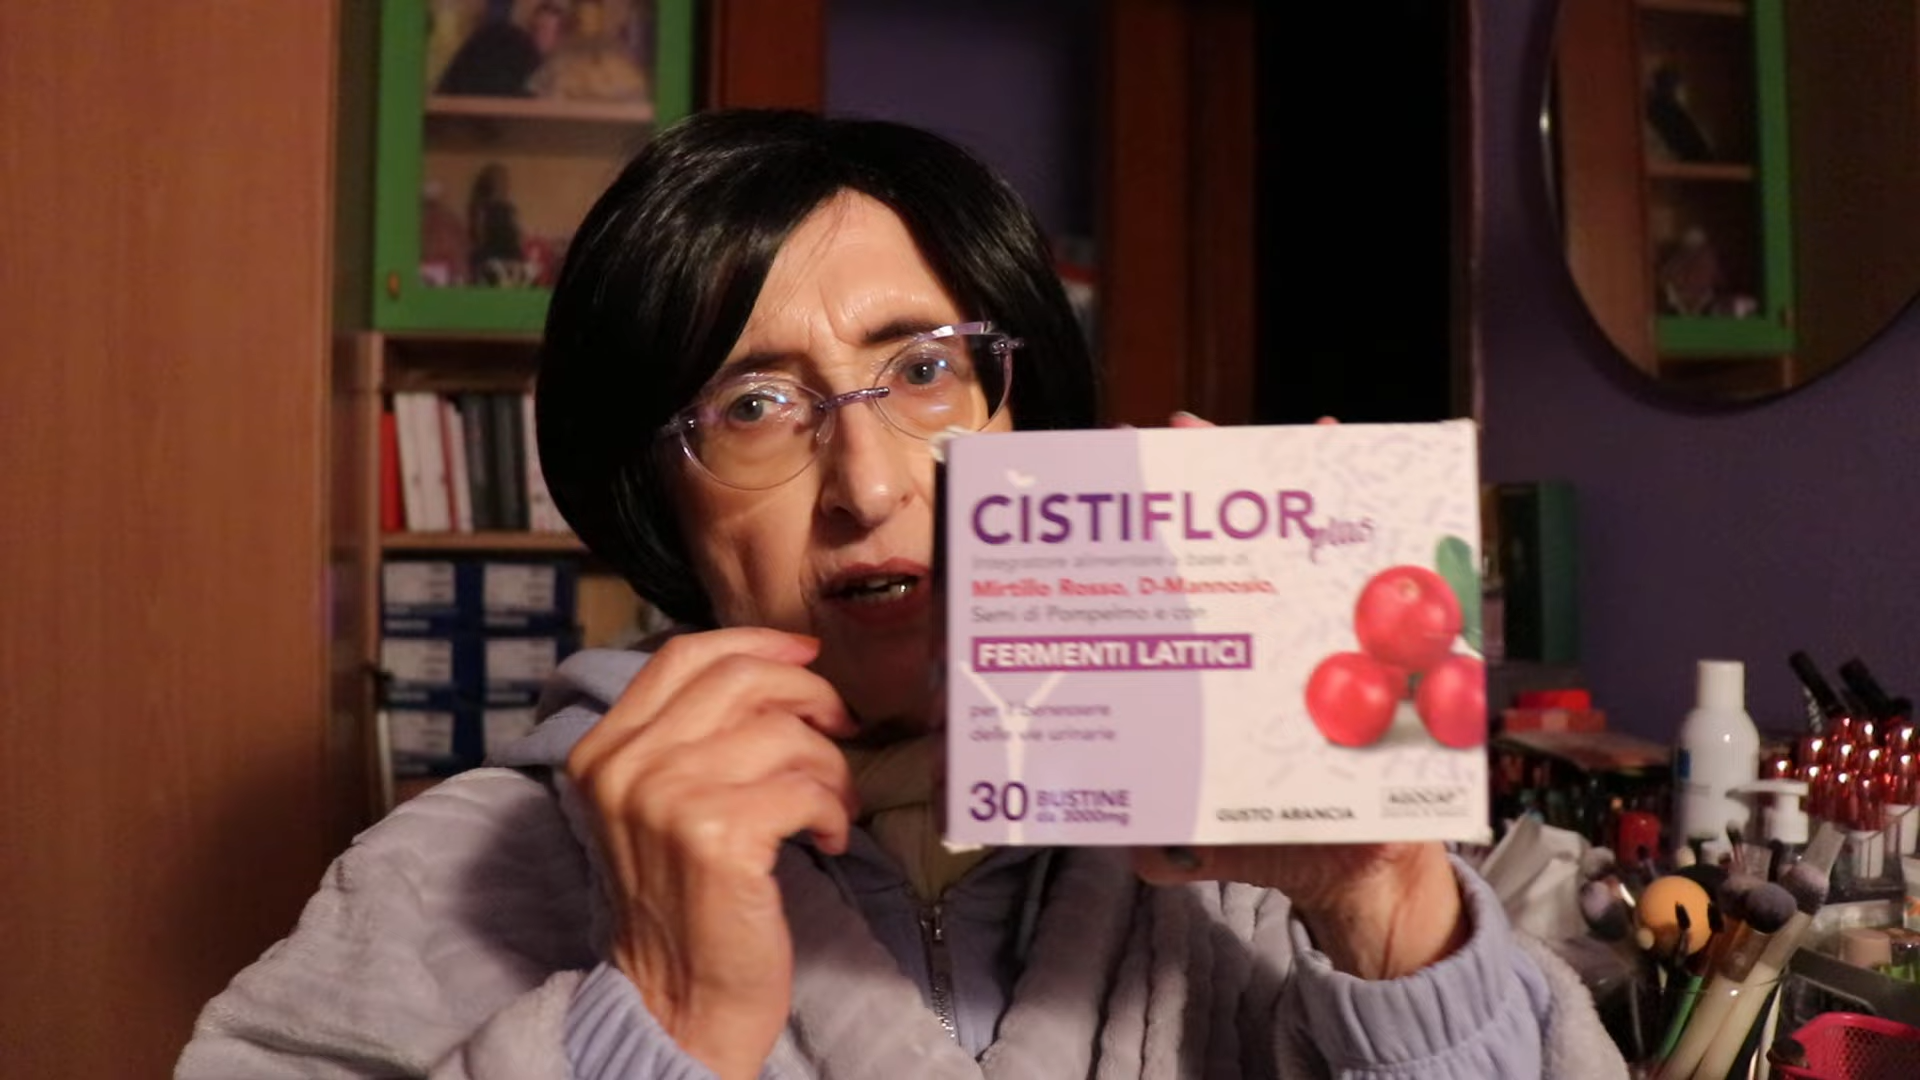 CISTIFLOR plus
Integratore alimentare a base di
Mirtillo Rosso, D-Mannosio,
Semi di Pompelmo e con
FERMENTI LATTICI
per il benessere
delle vie urinarie
30 BUSTINE
da 3000mg
GUSTO ARANCIA
AGOCAP